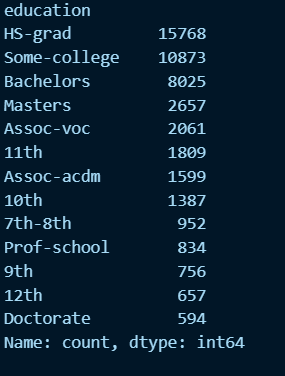 education
HS-grad 15768
Some-college 10873
Bachelors 8025
Masters 2657
Assoc-voc 2061
11th 1809
Assoc-acdm 1599
10th 1387
7th-8th 952
Prof-school 834
9th 756
12th 657
Doctorate 594
Name: count, dtype: int64